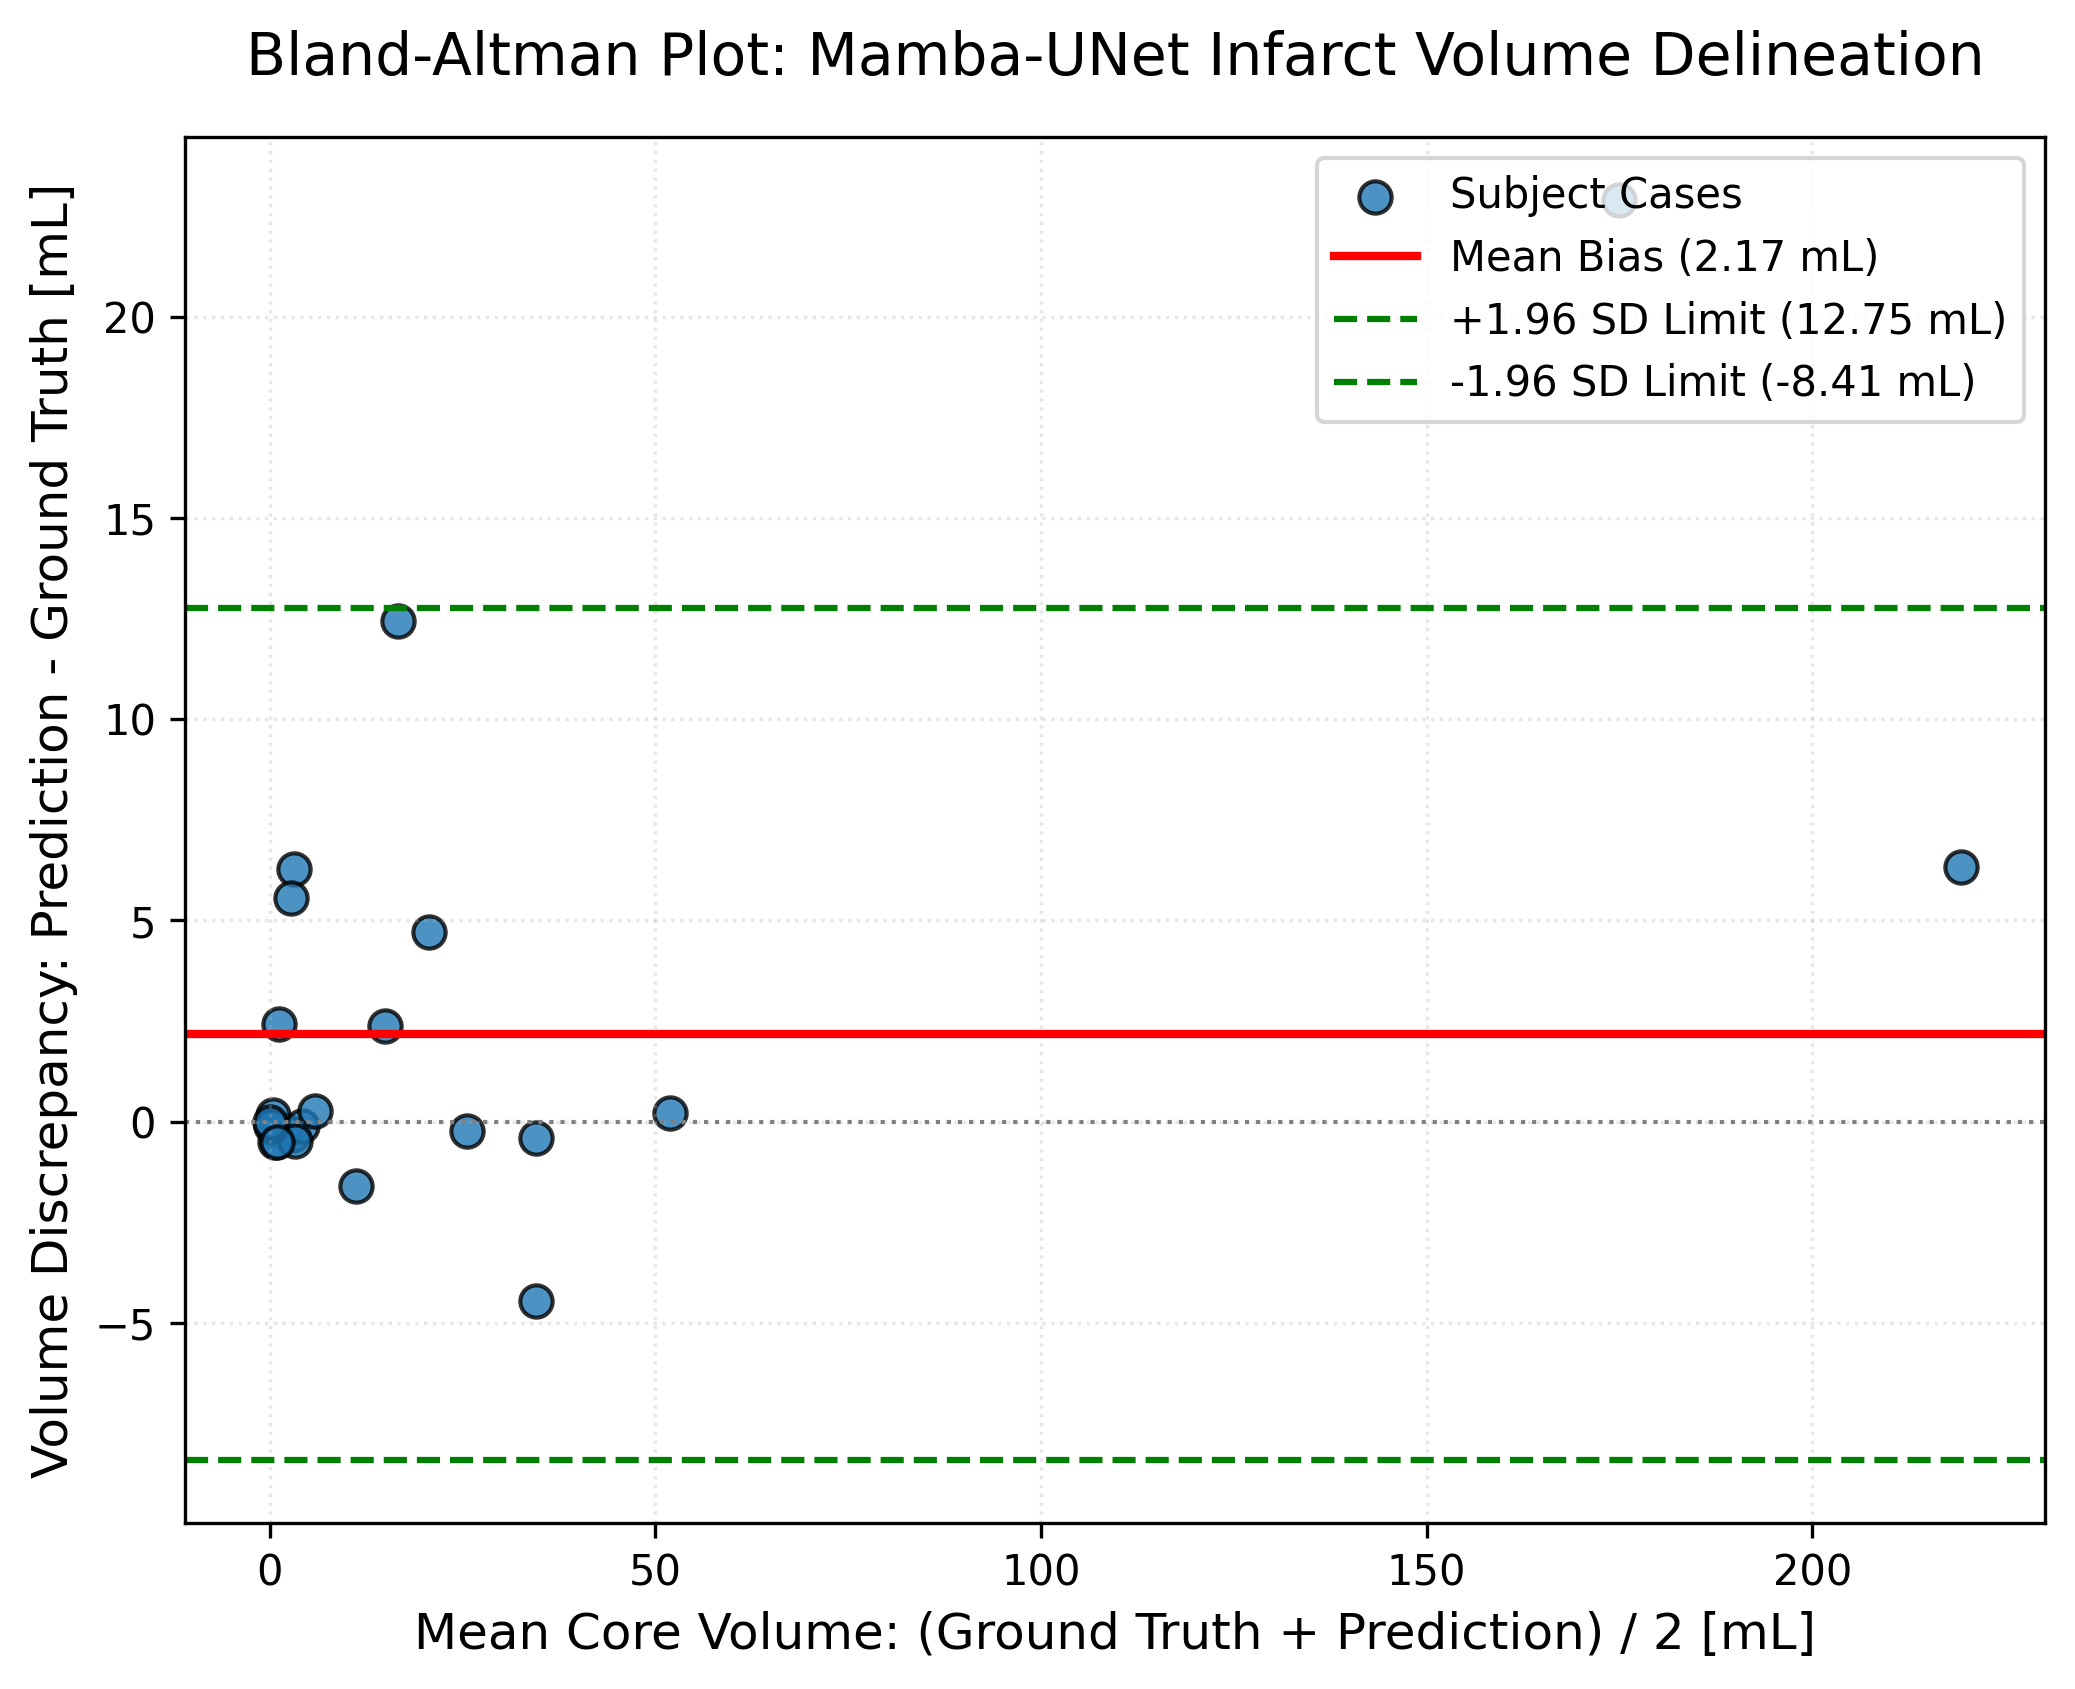 Bland-Altman Plot: Mamba-UNet Infarct Volume Delineation
Subject Cases
Mean Bias (2.17 mL)
+1.96 SD Limit (12.75 mL)
-1.96 SD Limit (-8.41 mL)
Volume Discrepancy: Prediction - Ground Truth [mL]
20
15
10
5
0
−5
0 50 100 150 200
Mean Core Volume: (Ground Truth + Prediction) / 2 [mL]